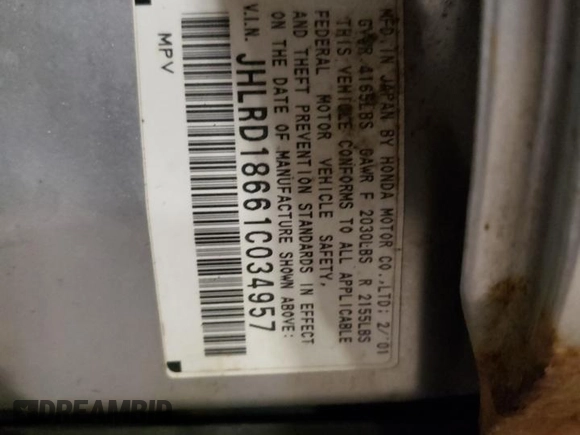 MFD. IN JAPAN BY HONDA MOTOR CO., LTD; 2/'01
GVWR 4165LBS GAWR F 2030LBS R 2155LBS
THIS VEHICLE CONFORMS TO ALL APPLICABLE
FEDERAL MOTOR VEHICLE SAFETY,
AND THEFT PREVENTION STANDARDS IN EFFECT
ON THE DATE OF MANUFACTURE SHOWN ABOVE:
V.I.N. JHLRD18661C034957
MPV
DREAMBID